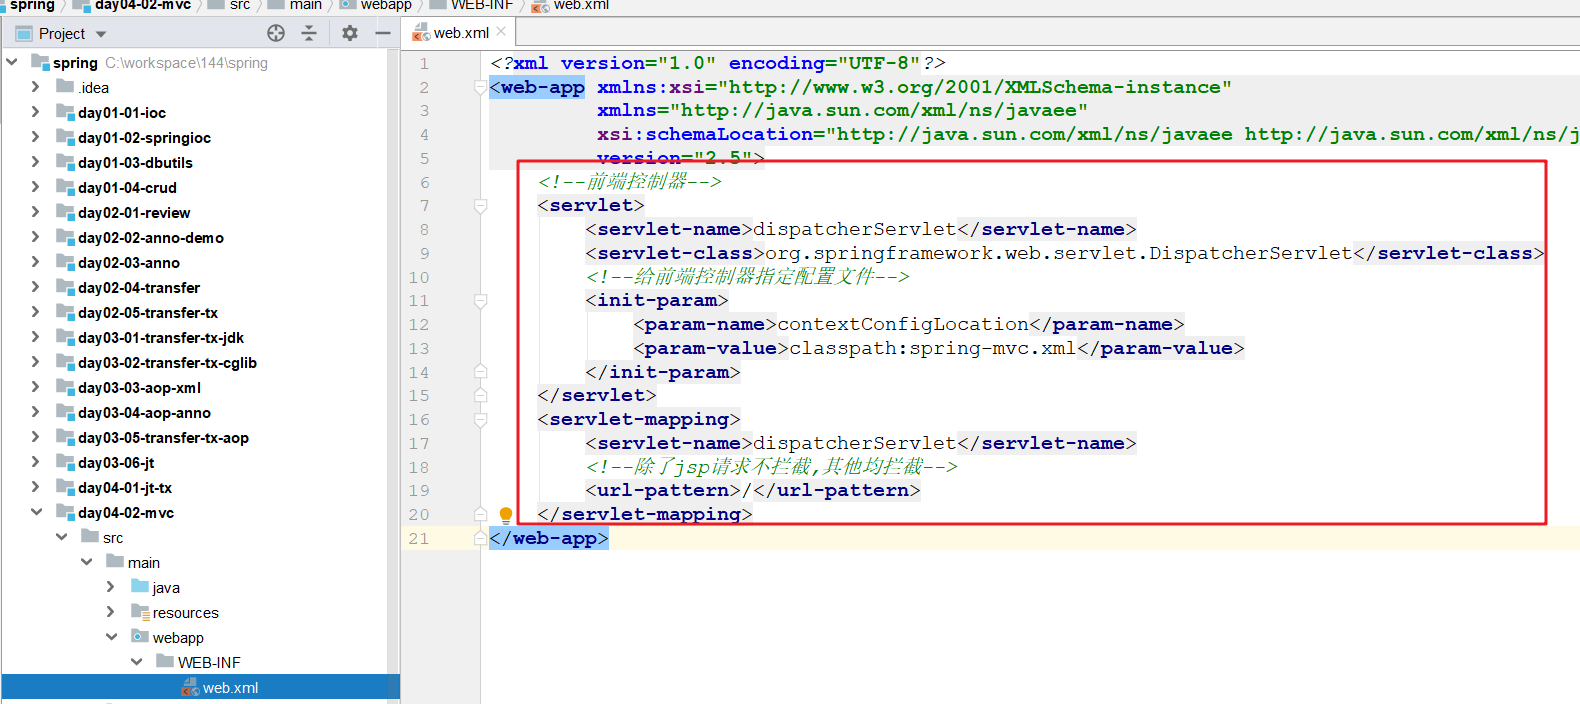 spring
day04-02-mvc
src
main
webapp
WEB-INF
web.xml
Project
web.xml
spring C:\workspace\144\spring
.idea
day01-01-ioc
day01-02-springioc
day01-03-dbutils
day01-04-crud
day02-01-review
day02-02-anno-demo
day02-03-anno
day02-04-transfer
day02-05-transfer-tx
day03-01-transfer-tx-jdk
day03-02-transfer-tx-cglib
day03-03-aop-xml
day03-04-aop-anno
day03-05-transfer-tx-aop
day03-06-jt
day04-01-jt-tx
day04-02-mvc
src
main
java
resources
webapp
WEB-INF
web.xml
1 <?xml version="1.0" encoding="UTF-8"?>
2 <web-app xmlns:xsi="http://www.w3.org/2001/XMLSchema-instance"
3 xmlns="http://java.sun.com/xml/ns/javaee"
4 xsi:schemaLocation="http://java.sun.com/xml/ns/javaee http://java.sun.com/xml/ns/j
5 version="2.5">
6 <!--前端控制器-->
7 <servlet>
8 <servlet-name>dispatcherServlet</servlet-name>
9 <servlet-class>org.springframework.web.servlet.DispatcherServlet</servlet-class>
10 <!--给前端控制器指定配置文件-->
11 <init-param>
12 <param-name>contextConfigLocation</param-name>
13 <param-value>classpath:spring-mvc.xml</param-value>
14 </init-param>
15 </servlet>
16 <servlet-mapping>
17 <servlet-name>dispatcherServlet</servlet-name>
18 <!--除了jsp请求不拦截,其他均拦截-->
19 <url-pattern>/</url-pattern>
20 </servlet-mapping>
21 </web-app>